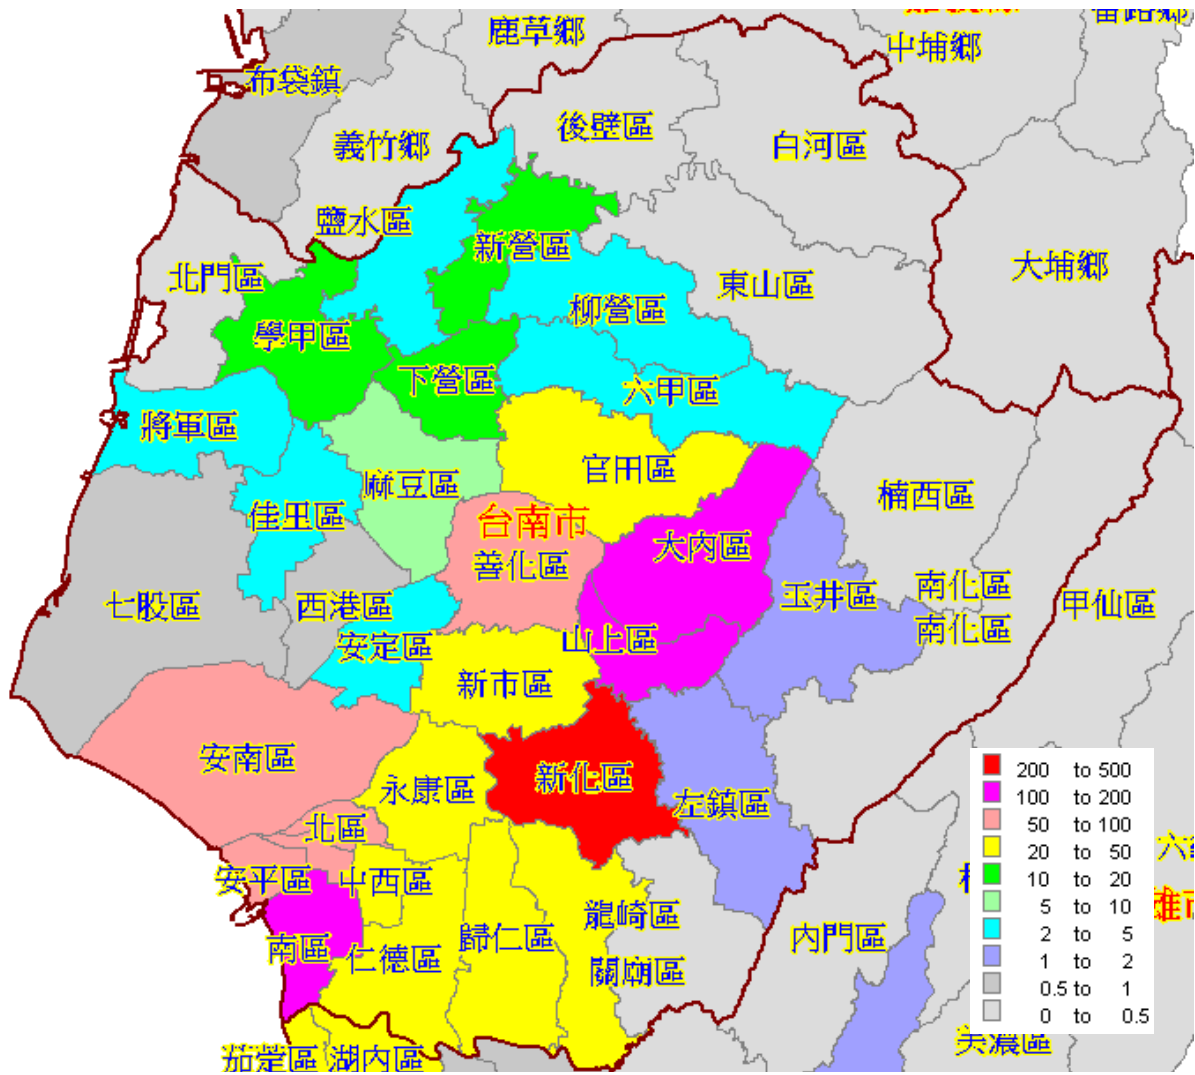 鹿草鄉
中埔鄉
番路鄉
布袋鎮
後壁區
義竹鄉
白河區
鹽水區
新營區
大埔鄉
北門區
東山區
柳營區
學甲區
下營區
六甲區
將軍區
官田區
麻豆區
楠西區
佳里區
台南市
大內區
善化區
七股區
西港區
玉井區
南化區
甲仙區
南化區
安定區
山上區
新市區
安南區
永康區
新化區
左鎮區
200 to 500
100 to 200
50 to 100
20 to 50
10 to 20
5 to 10
2 to 5
1 to 2
0.5 to 1
0 to 0.5
北區
安平區
中西區
龍崎區
歸仁區
內門區
南區
仁德區
關廟區
美濃區
茄萣區
湖內區